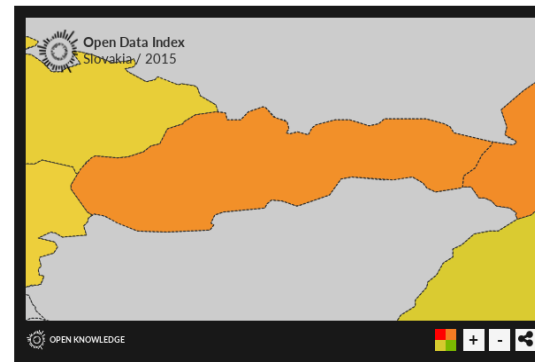 Open Data Index
Slovakia / 2015
OPEN KNOWLEDGE
+
-